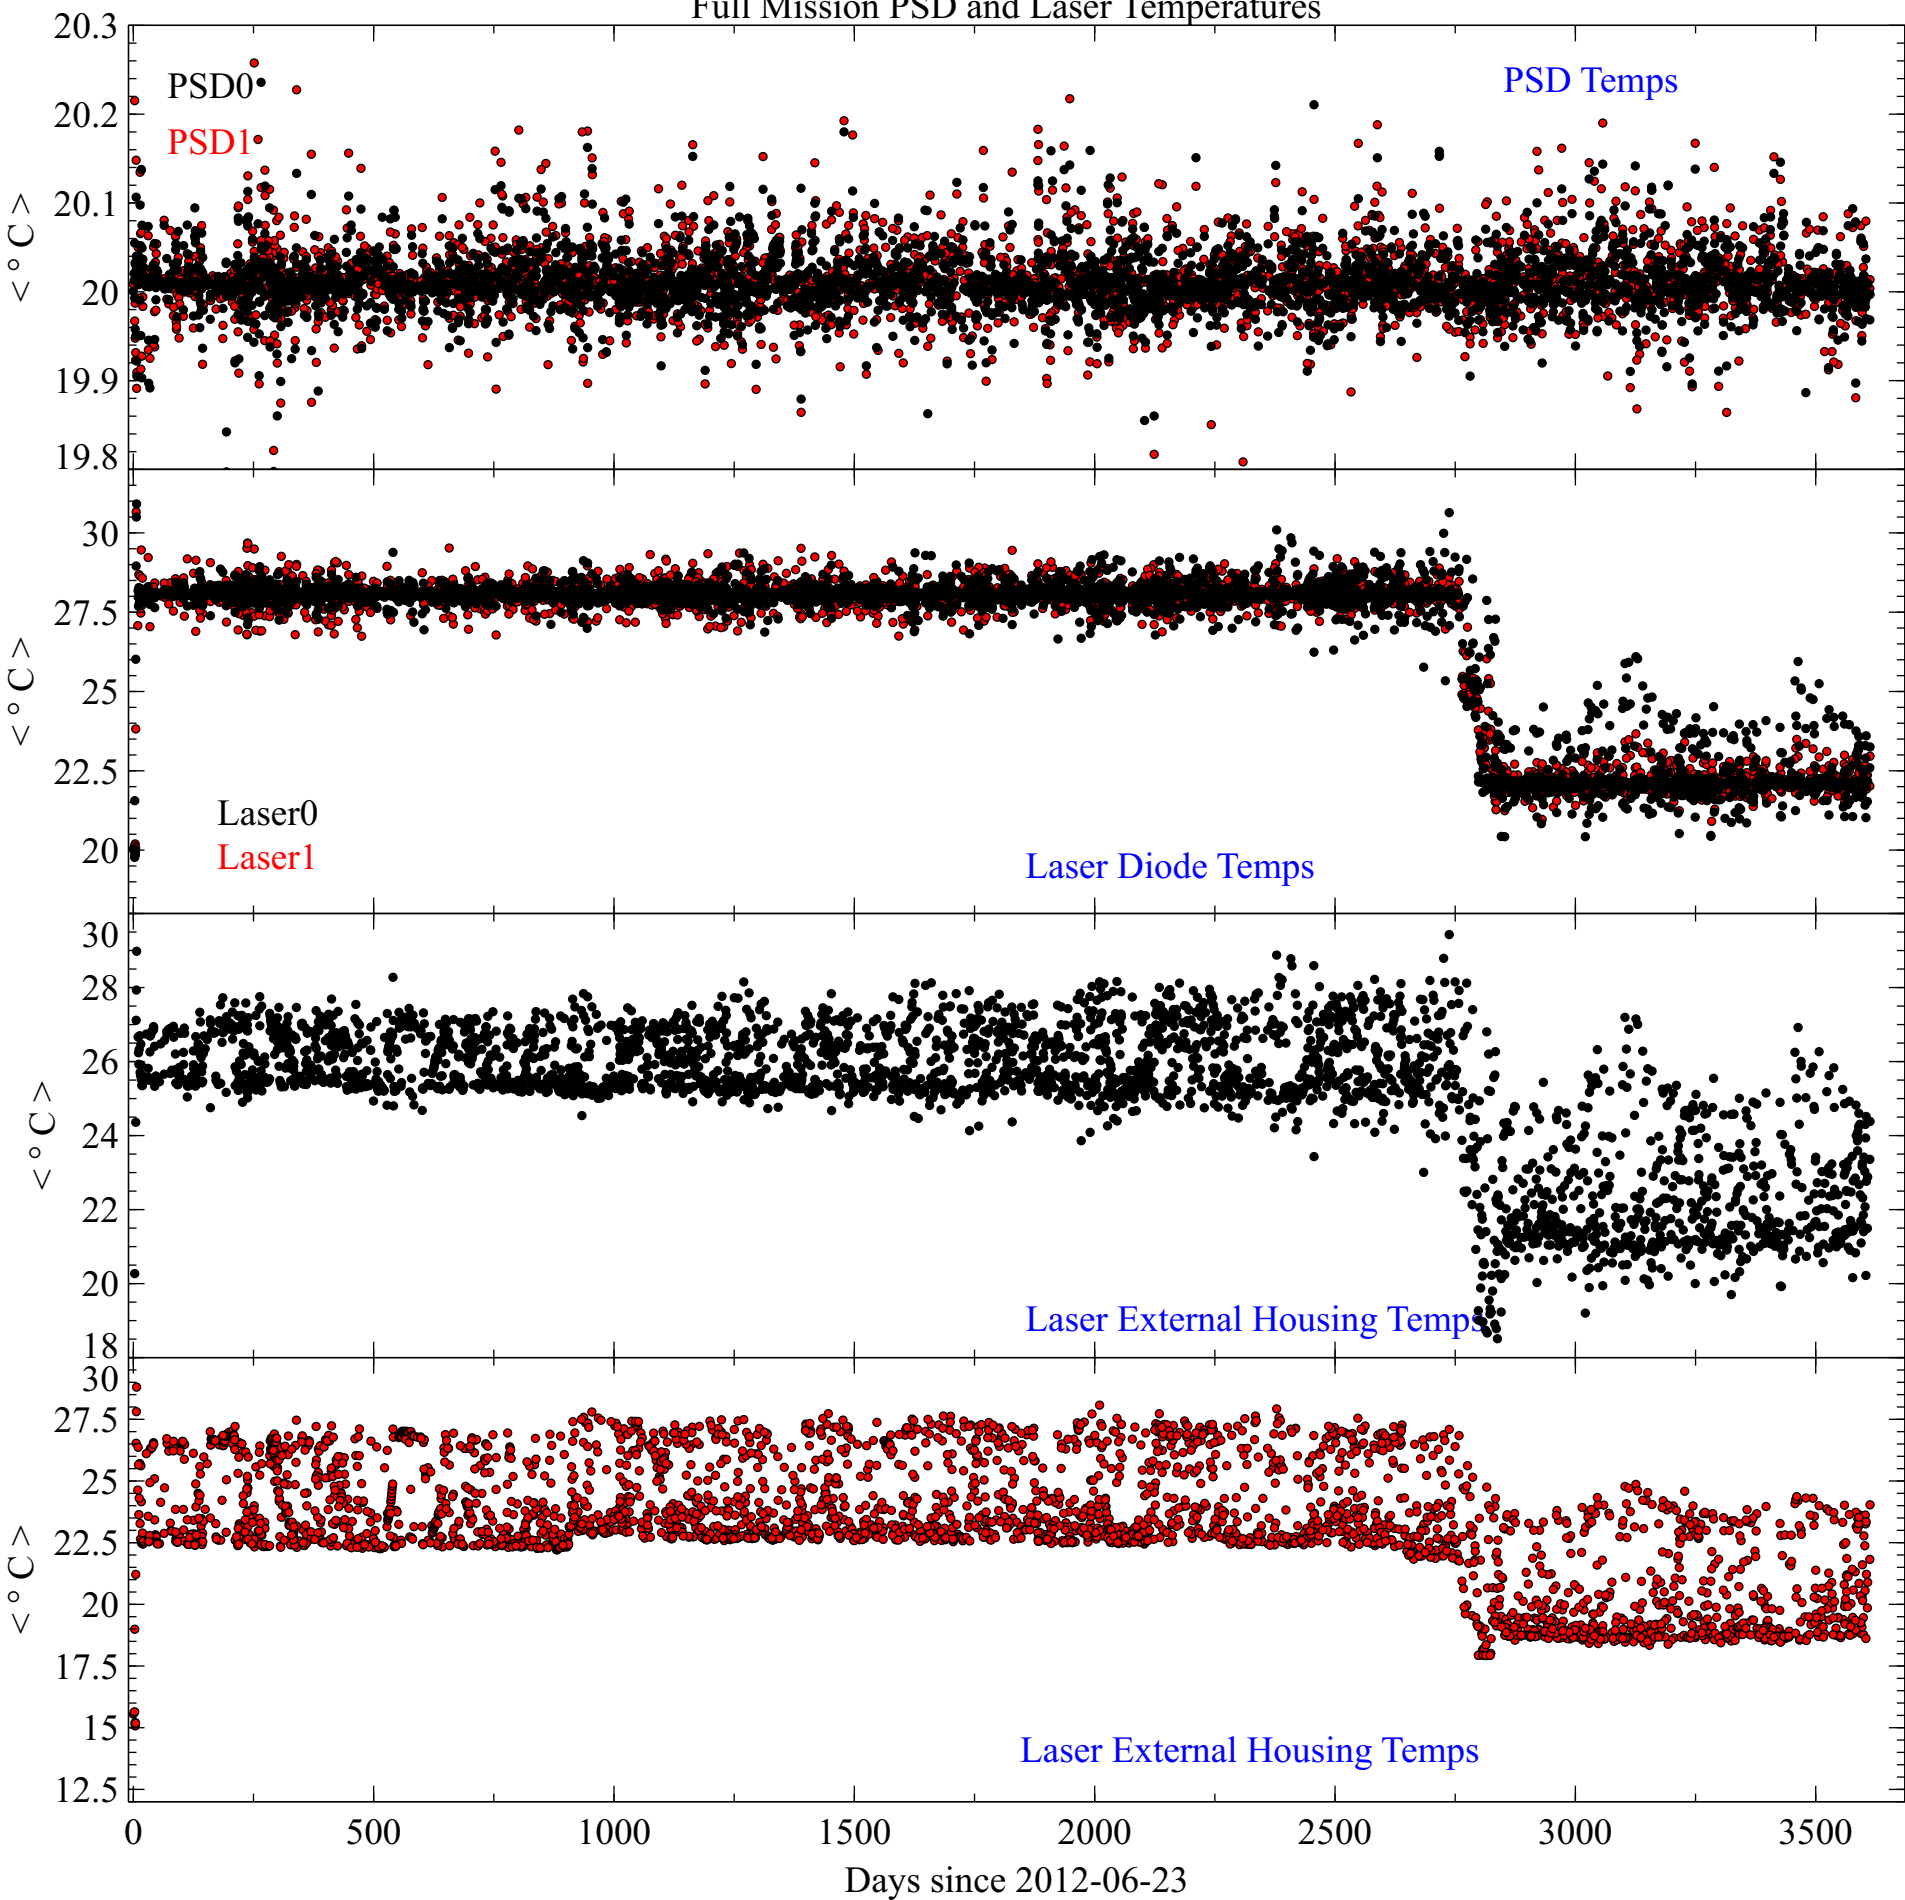 Full Mission PSD and Laser Temperatures
20.3
20.2
20.1
20
19.9
19.8
< ° C >
PSD0
PSD1
PSD Temps
30
27.5
25
22.5
20
< ° C >
Laser0
Laser1
Laser Diode Temps
30
28
26
24
22
20
18
< ° C >
Laser External Housing Temps
30
27.5
25
22.5
20
17.5
15
12.5
< ° C >
Laser External Housing Temps
0 500 1000 1500 2000 2500 3000 3500
Days since 2012-06-23